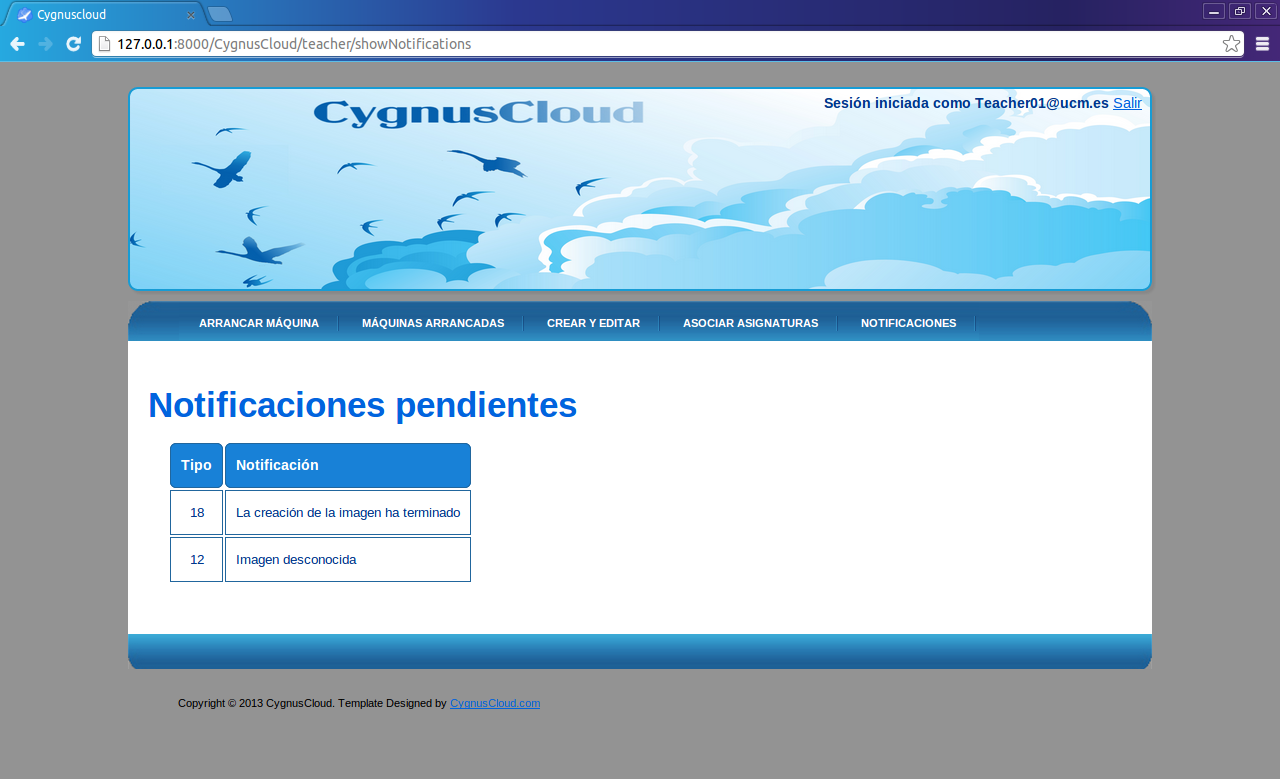 Cygnuscloud
127.0.0.1:8000/CygnusCloud/teacher/showNotifications
CygnusCloud
Sesión iniciada como Teacher01@ucm.es Salir
ARRANCAR MÁQUINA MÁQUINAS ARRANCADAS CREAR Y EDITAR ASOCIAR ASIGNATURAS NOTIFICACIONES
Notificaciones pendientes
Tipo Notificación
18 La creación de la imagen ha terminado
12 Imagen desconocida
Copyright © 2013 CygnusCloud. Template Designed by CygnusCloud.com